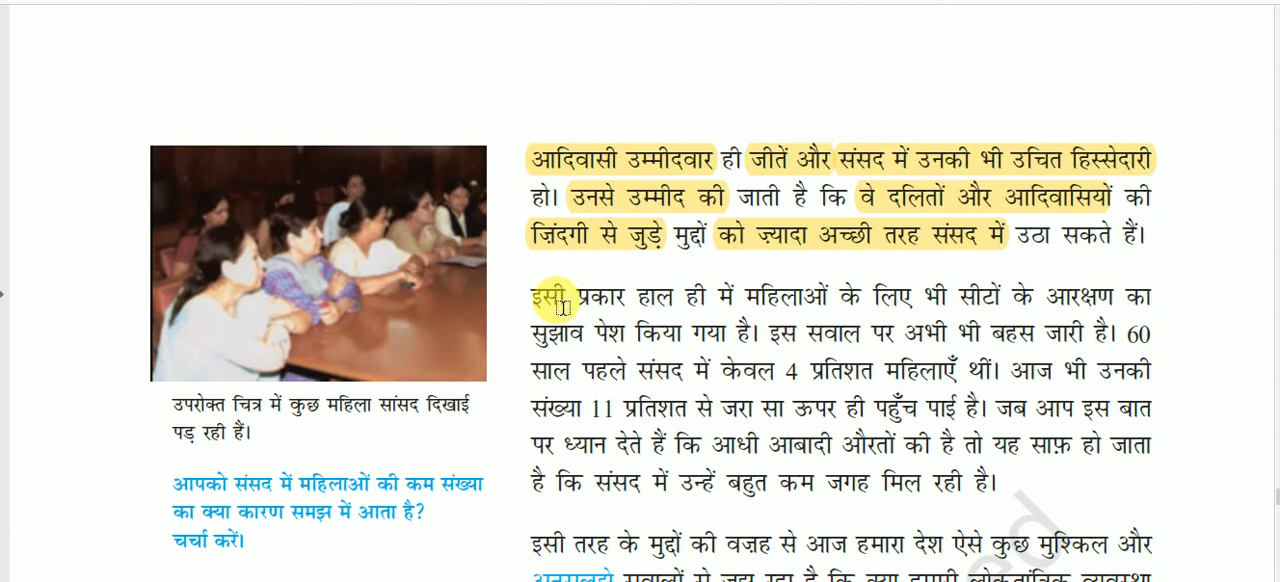 आदिवासी उम्मीदवार ही जीतें और संसद में उनकी भी उचित हिस्सेदारी
हो। उनसे उम्मीद की जाती है कि वे दलितों और आदिवासियों की
ज़िंदगी से जुड़े मुद्दों को ज़्यादा अच्छी तरह संसद में उठा सकते हैं।
इसी प्रकार हाल ही में महिलाओं के लिए भी सीटों के आरक्षण का
सुझाव पेश किया गया है। इस सवाल पर अभी भी बहस जारी है। 60
साल पहले संसद में केवल 4 प्रतिशत महिलाएँ थीं। आज भी उनकी
संख्या 11 प्रतिशत से जरा सा ऊपर ही पहुँच पाई है। जब आप इस बात
पर ध्यान देते हैं कि आधी आबादी औरतों की है तो यह साफ़ हो जाता
है कि संसद में उन्हें बहुत कम जगह मिल रही है।
इसी तरह के मुद्दों की वज़ह से आज हमारा देश ऐसे कुछ मुश्किल और
उपरोक्त चित्र में कुछ महिला सांसद दिखाई
पड़ रही हैं।
आपको संसद में महिलाओं की कम संख्या
का क्या कारण समझ में आता है?
चर्चा करें।